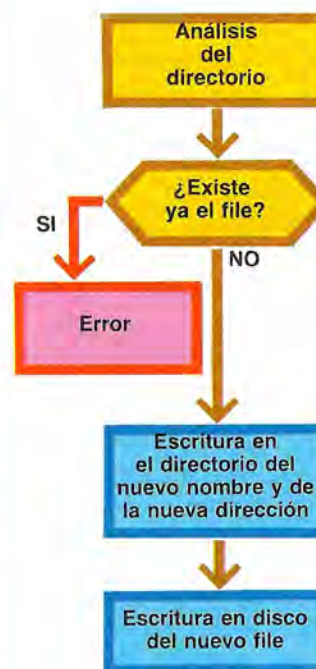 Análisis
del
directorio
¿Existe
ya el file?
SI
NO
Error
Escritura en
el directorio del
nuevo nombre y de
la nueva dirección
Escritura en disco
del nuevo file